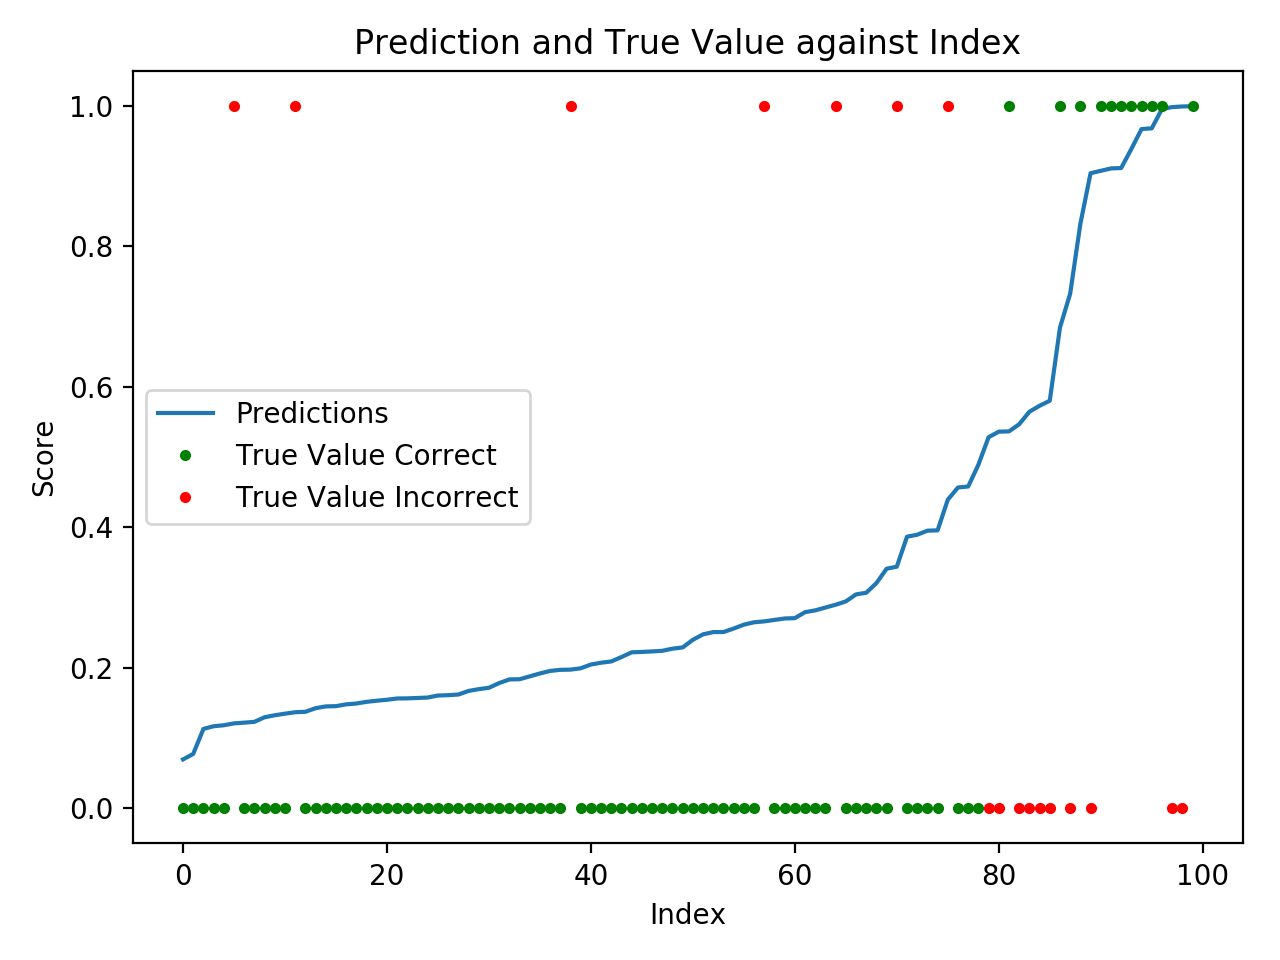 Prediction and True Value against Index
1.0
0.8
0.6
0.4
0.2
0.0
Score
Predictions
True Value Correct
True Value Incorrect
0 20 40 60 80 100
Index